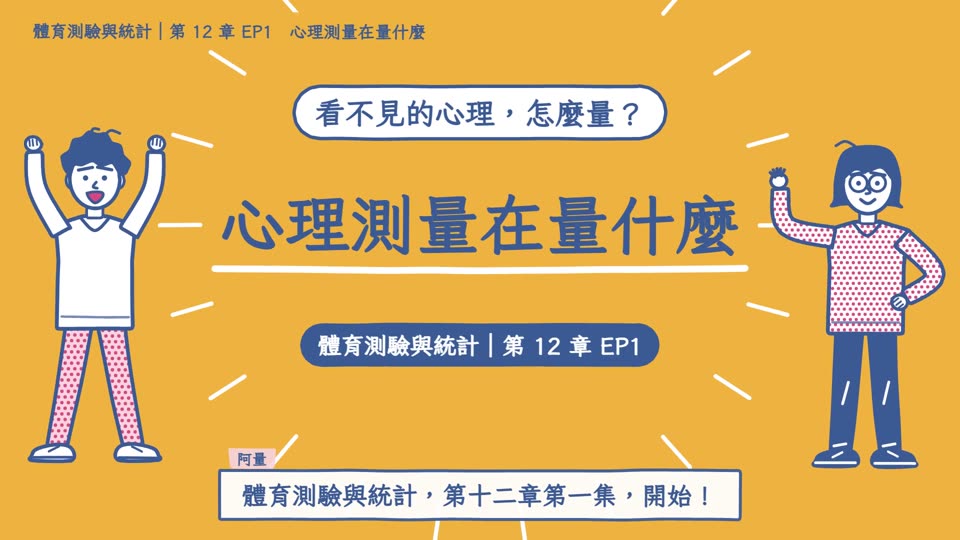 體育測驗與統計｜第 12 章 EP1　心理測量在量什麼
看不見的心理，怎麼量？
心理測量在量什麼
體育測驗與統計｜第 12 章 EP1
阿量
體育測驗與統計，第十二章第一集，開始！